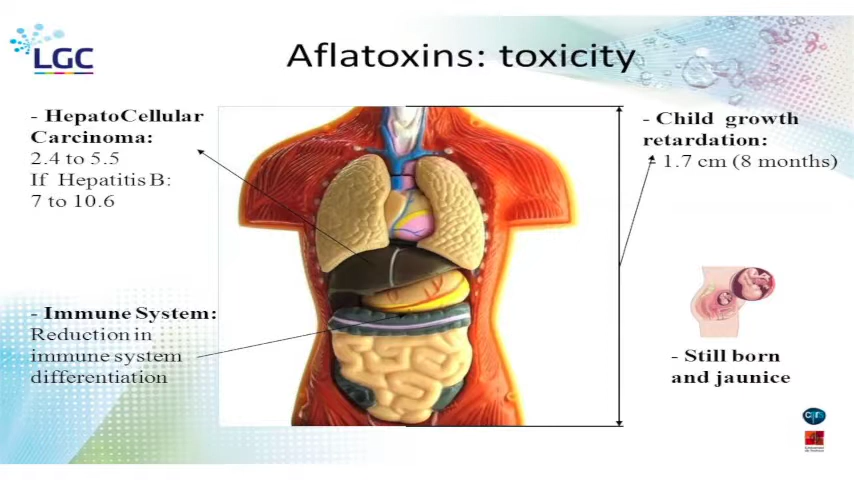 LGC
Aflatoxins: toxicity
- HepatoCellular
Carcinoma:
2.4 to 5.5
If Hepatitis B:
7 to 10.6
- Immune System:
Reduction in
immune system
differentiation
- Child growth
retardation:
- 1.7 cm (8 months)
- Still born
and jaunice
cnrs